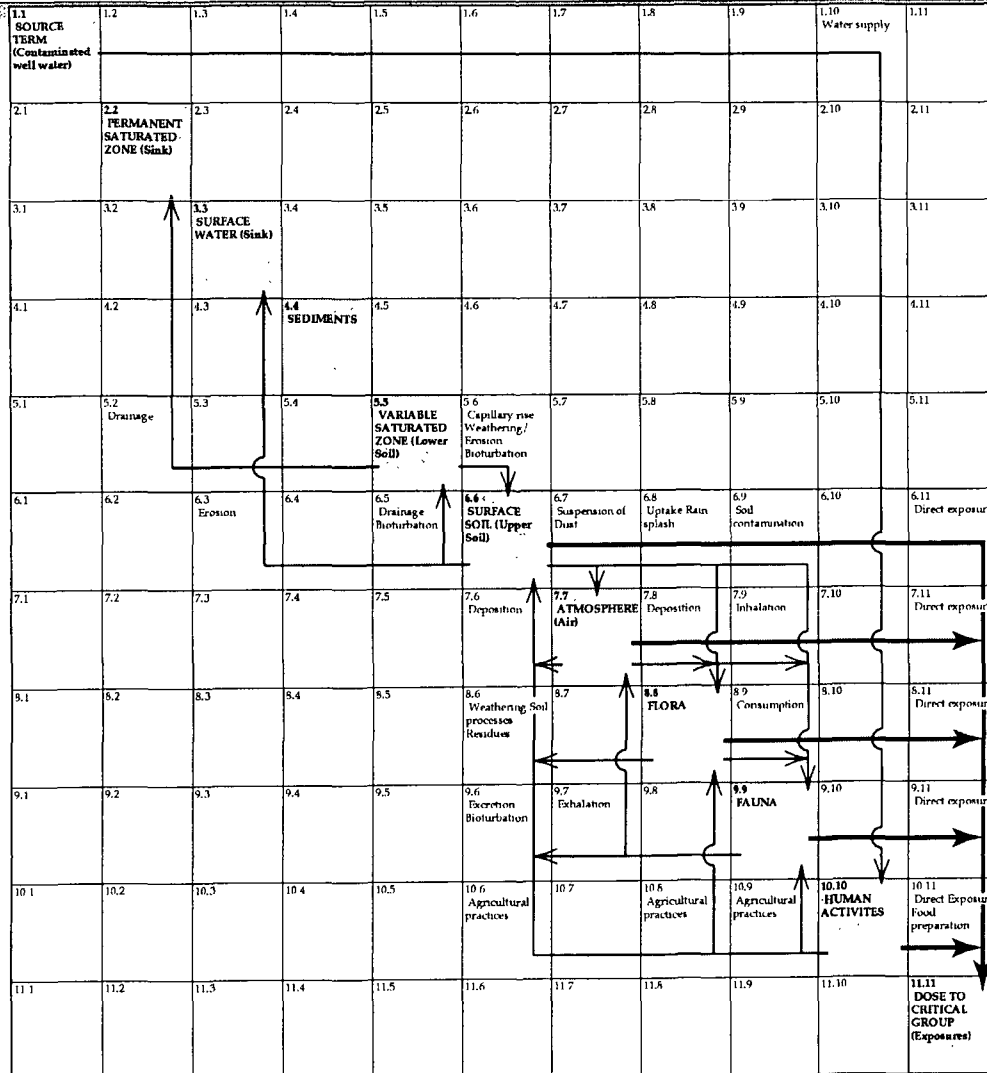 1.1
SOURCE
TERM
(Contaminated
well water)
1.2
1.3
1.4
1.5
1.6
1.7
1.8
1.9
1.10
Water supply
1.11
2.1
2.2
PERMANENT
SATURATED
ZONE (Sink)
2.3
2.4
2.5
2.6
2.7
2.8
2.9
2.10
2.11
3.1
3.2
3.3
SURFACE
WATER (Sink)
3.4
3.5
3.6
3.7
3.8
3.9
3.10
3.11
4.1
4.2
4.3
4.4
SEDIMENTS
4.5
4.6
4.7
4.8
4.9
4.10
4.11
5.1
5.2
Drainage
5.3
5.4
5.5
VARIABLE
SATURATED
ZONE (Lower
Soil)
5.6
Capillary rise
Weathering/
Erosion
Bioturbation
5.7
5.8
5.9
5.10
5.11
6.1
6.2
6.3
Erosion
6.4
6.5
Drainage
Bioturbation
6.6
SURFACE
SOIL (Upper
Soil)
6.7
Suspension of
Dust
6.8
Uptake Rain
splash
6.9
Soil
contamination
6.10
6.11
Direct exposur
7.1
7.2
7.3
7.4
7.5
7.6
Deposition
7.7
ATMOSPHERE
(Air)
7.8
Deposition
7.9
Inhalation
7.10
7.11
Direct exposur
8.1
8.2
8.3
8.4
8.5
8.6
Weathering Soil
processes
Residues
8.7
8.8
FLORA
8.9
Consumption
8.10
8.11
Direct exposur
9.1
9.2
9.3
9.4
9.5
9.6
Excretion
Bioturbation
9.7
Exhalation
9.8
9.9
FAUNA
9.10
9.11
Direct exposur
10.1
10.2
10.3
10.4
10.5
10.6
Agricultural
practices
10.7
10.8
Agricultural
practices
10.9
Agricultural
practices
10.10
HUMAN
ACTIVITES
10.11
Direct Exposur
Food
preparation
11.1
11.2
11.3
11.4
11.5
11.6
11.7
11.8
11.9
11.10
11.11
DOSE TO
CRITICAL
GROUP
(Exposures)